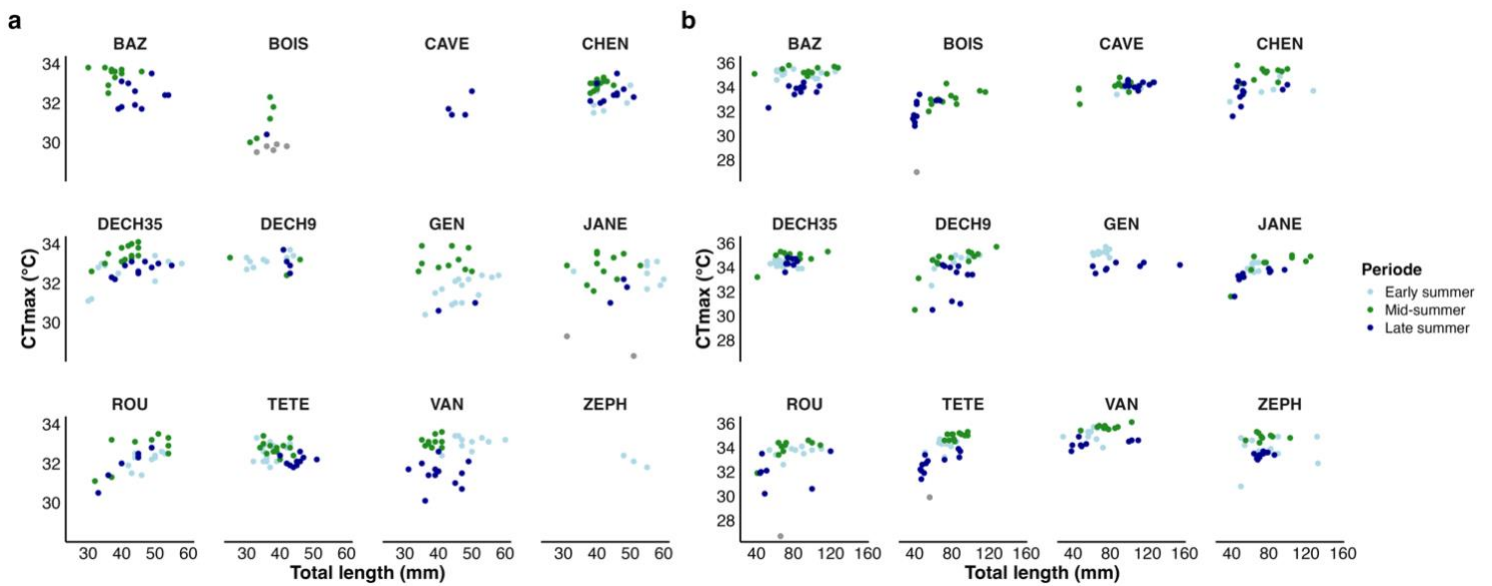 a
b
BAZ BOIS CAVE CHEN
BAZ BOIS CAVE CHEN
34
32
30
36
34
32
30
28
DECH35 DECH9 GEN JANE
DECH35 DECH9 GEN JANE
CTmax (°C)
34
32
30
CTmax (°C)
36
34
32
30
28
Periode
Early summer
Mid-summer
Late summer
ROU TETE VAN ZEPH
ROU TETE VAN ZEPH
34
32
30
36
34
32
30
28
30 40 50 60 30 40 50 60 30 40 50 60 30 40 50 60
40 80 120 160 40 80 120 160 40 80 120 160 40 80 120 160
Total length (mm)
Total length (mm)